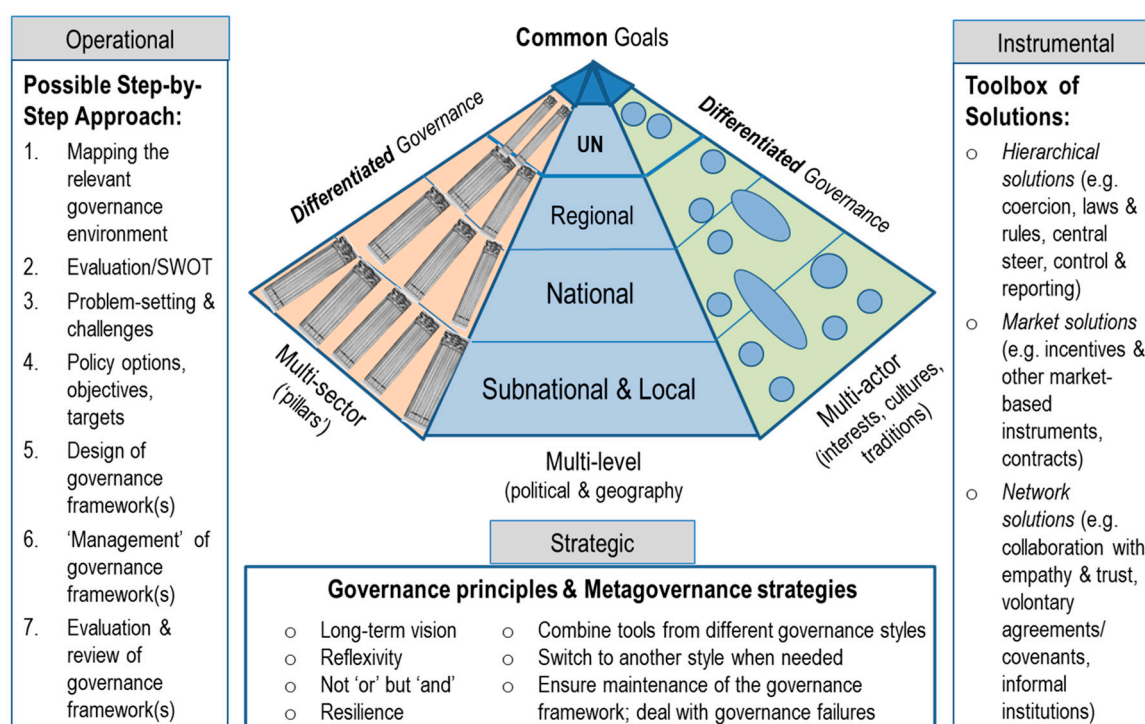 Operational
Possible Step-by-
Step Approach:
1. Mapping the
relevant
governance
environment
2. Evaluation/SWOT
3. Problem-setting &
challenges
4. Policy options,
objectives,
targets
5. Design of
governance
framework(s)
6. ‘Management’ of
governance
framework(s)
7. Evaluation &
review of
governance
framework(s)
Common Goals
Differentiated Governance
Differentiated Governance
UN
Regional
National
Subnational & Local
Multi-sector
(‘pillars’)
Multi-level
(political & geography
Multi-actor
(interests, cultures,
traditions)
Strategic
Governance principles & Metagovernance strategies
○ Long-term vision
○ Reflexivity
○ Not ‘or’ but ‘and’
○ Resilience
○ Combine tools from different governance styles
○ Switch to another style when needed
○ Ensure maintenance of the governance
framework; deal with governance failures
Instrumental
Toolbox of
Solutions:
○ Hierarchical
solutions (e.g.
coercion, laws &
rules, central
steer, control &
reporting)
○ Market solutions
(e.g. incentives &
other market-
based
instruments,
contracts)
○ Network
solutions (e.g.
collaboration with
empathy & trust,
volontary
agreements/
covenants,
informal
institutions)